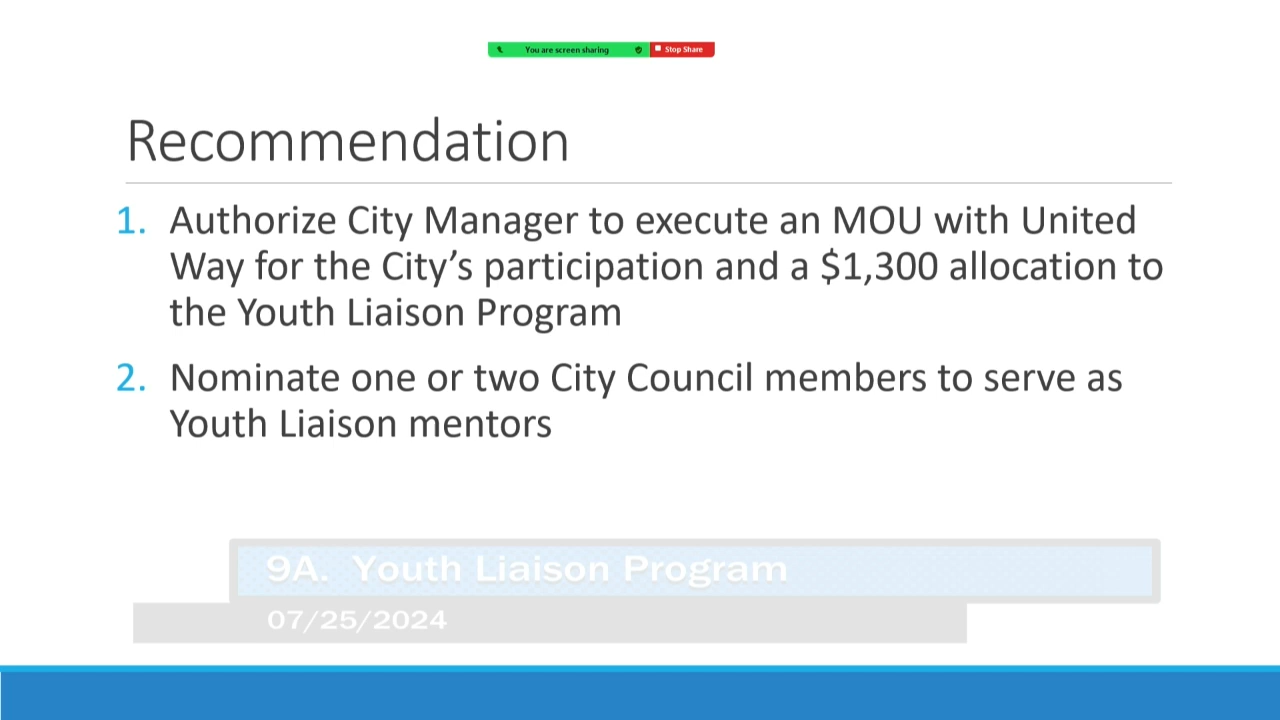 You are screen sharing
Stop Share
Recommendation
1. Authorize City Manager to execute an MOU with United
Way for the City’s participation and a $1,300 allocation to
the Youth Liaison Program
2. Nominate one or two City Council members to serve as
Youth Liaison mentors
9A. Youth Liaison Program
07/25/2024